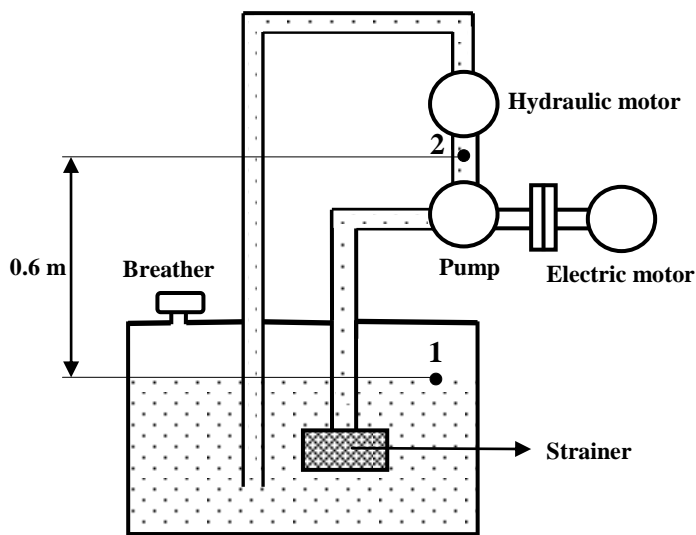 Hydraulic motor
2
0.6 m
Breather
Pump
Electric motor
1
Strainer